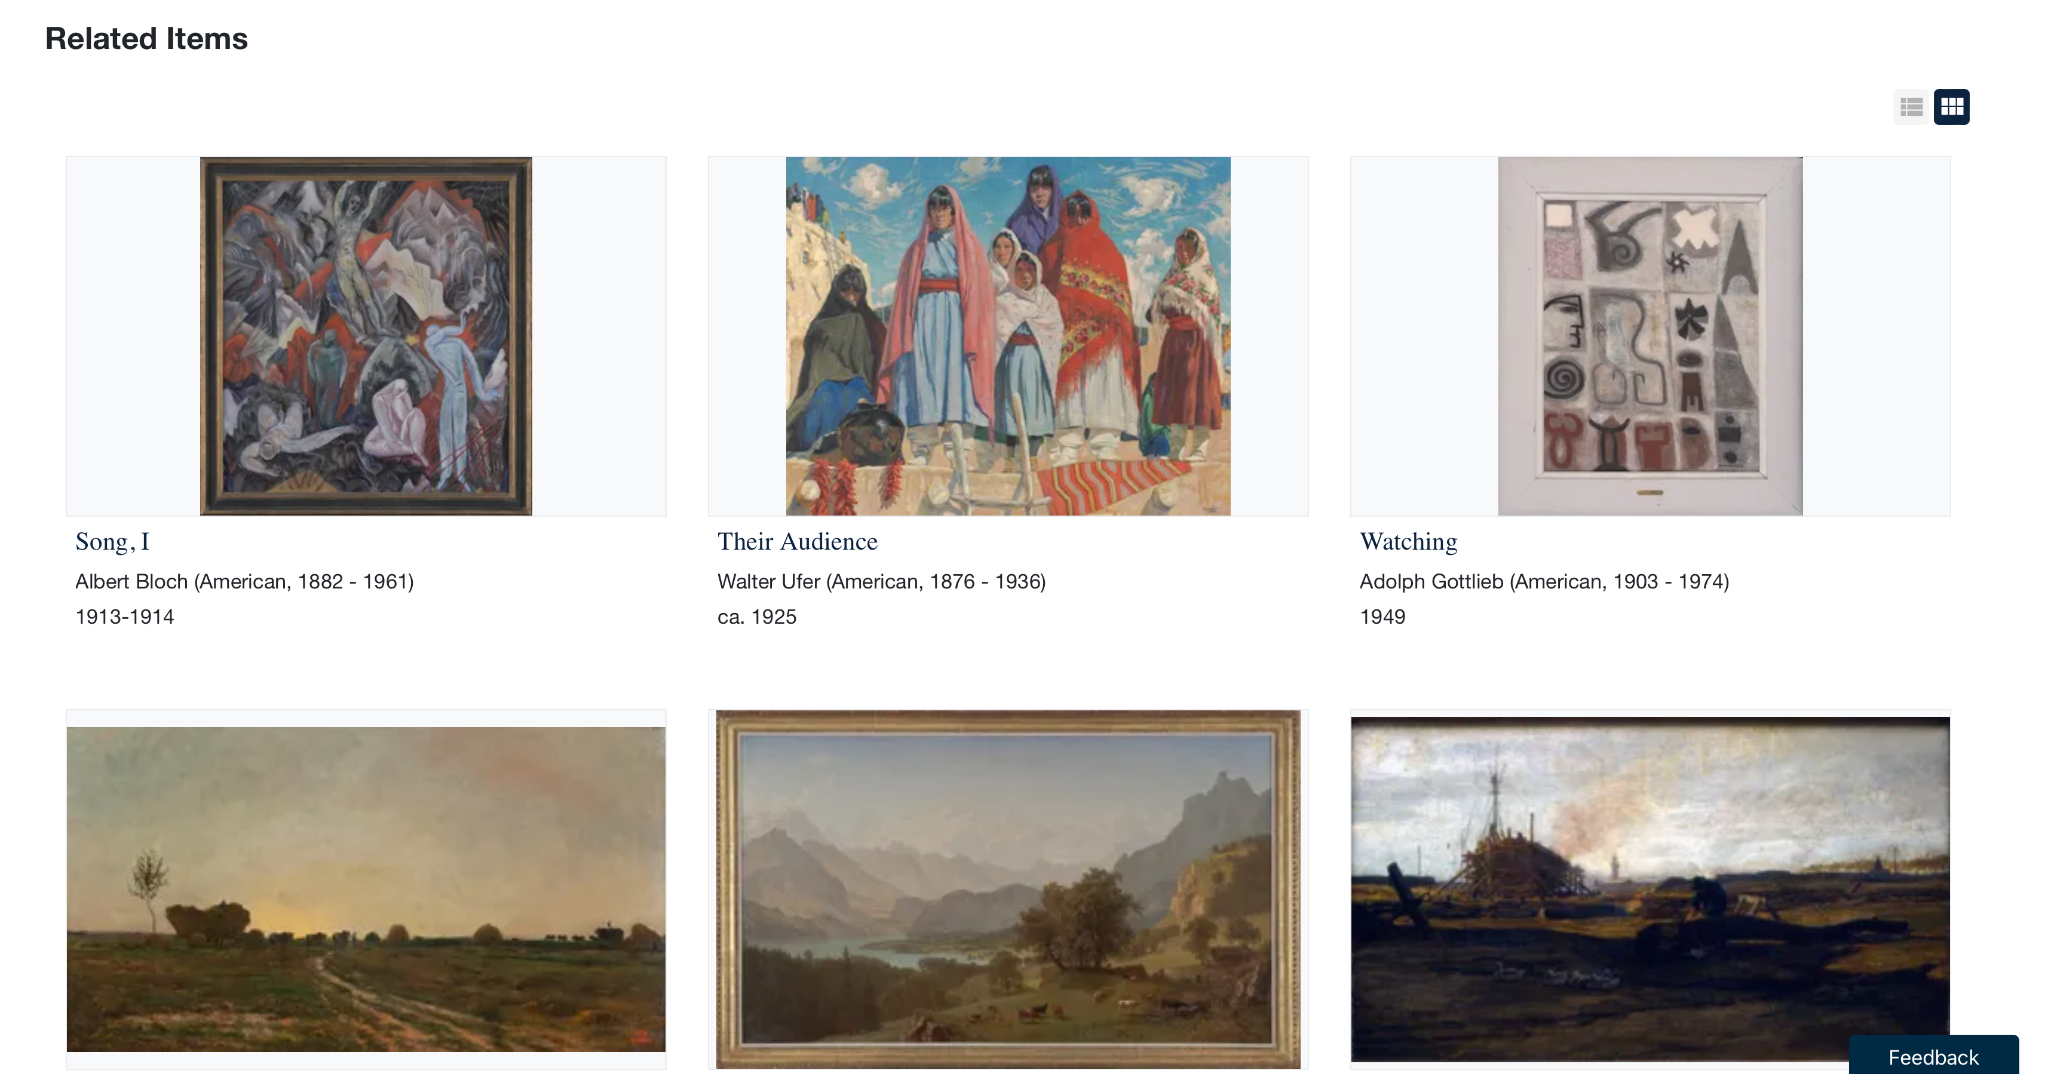 Related Items
Song, I
Albert Bloch (American, 1882 - 1961)
1913-1914
Their Audience
Walter Ufer (American, 1876 - 1936)
ca. 1925
Watching
Adolph Gottlieb (American, 1903 - 1974)
1949
Feedback